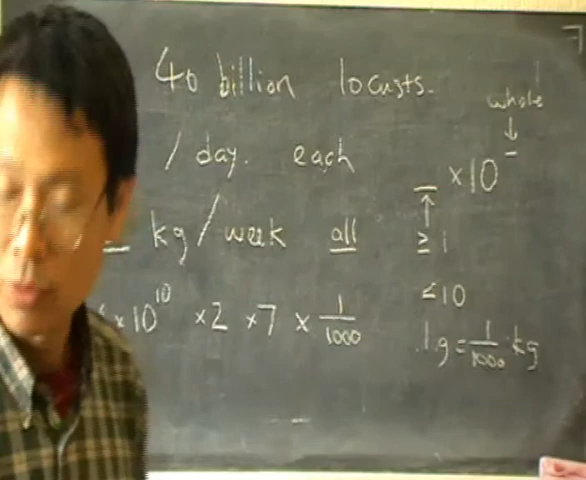 40 billion locusts.
whole
/ day. each
_ × 10 ‾
_ kg / week all
≥ 1
× 10¹⁰ × 2 × 7 × 1/1000
≤ 10
1 g = 1/1000 kg